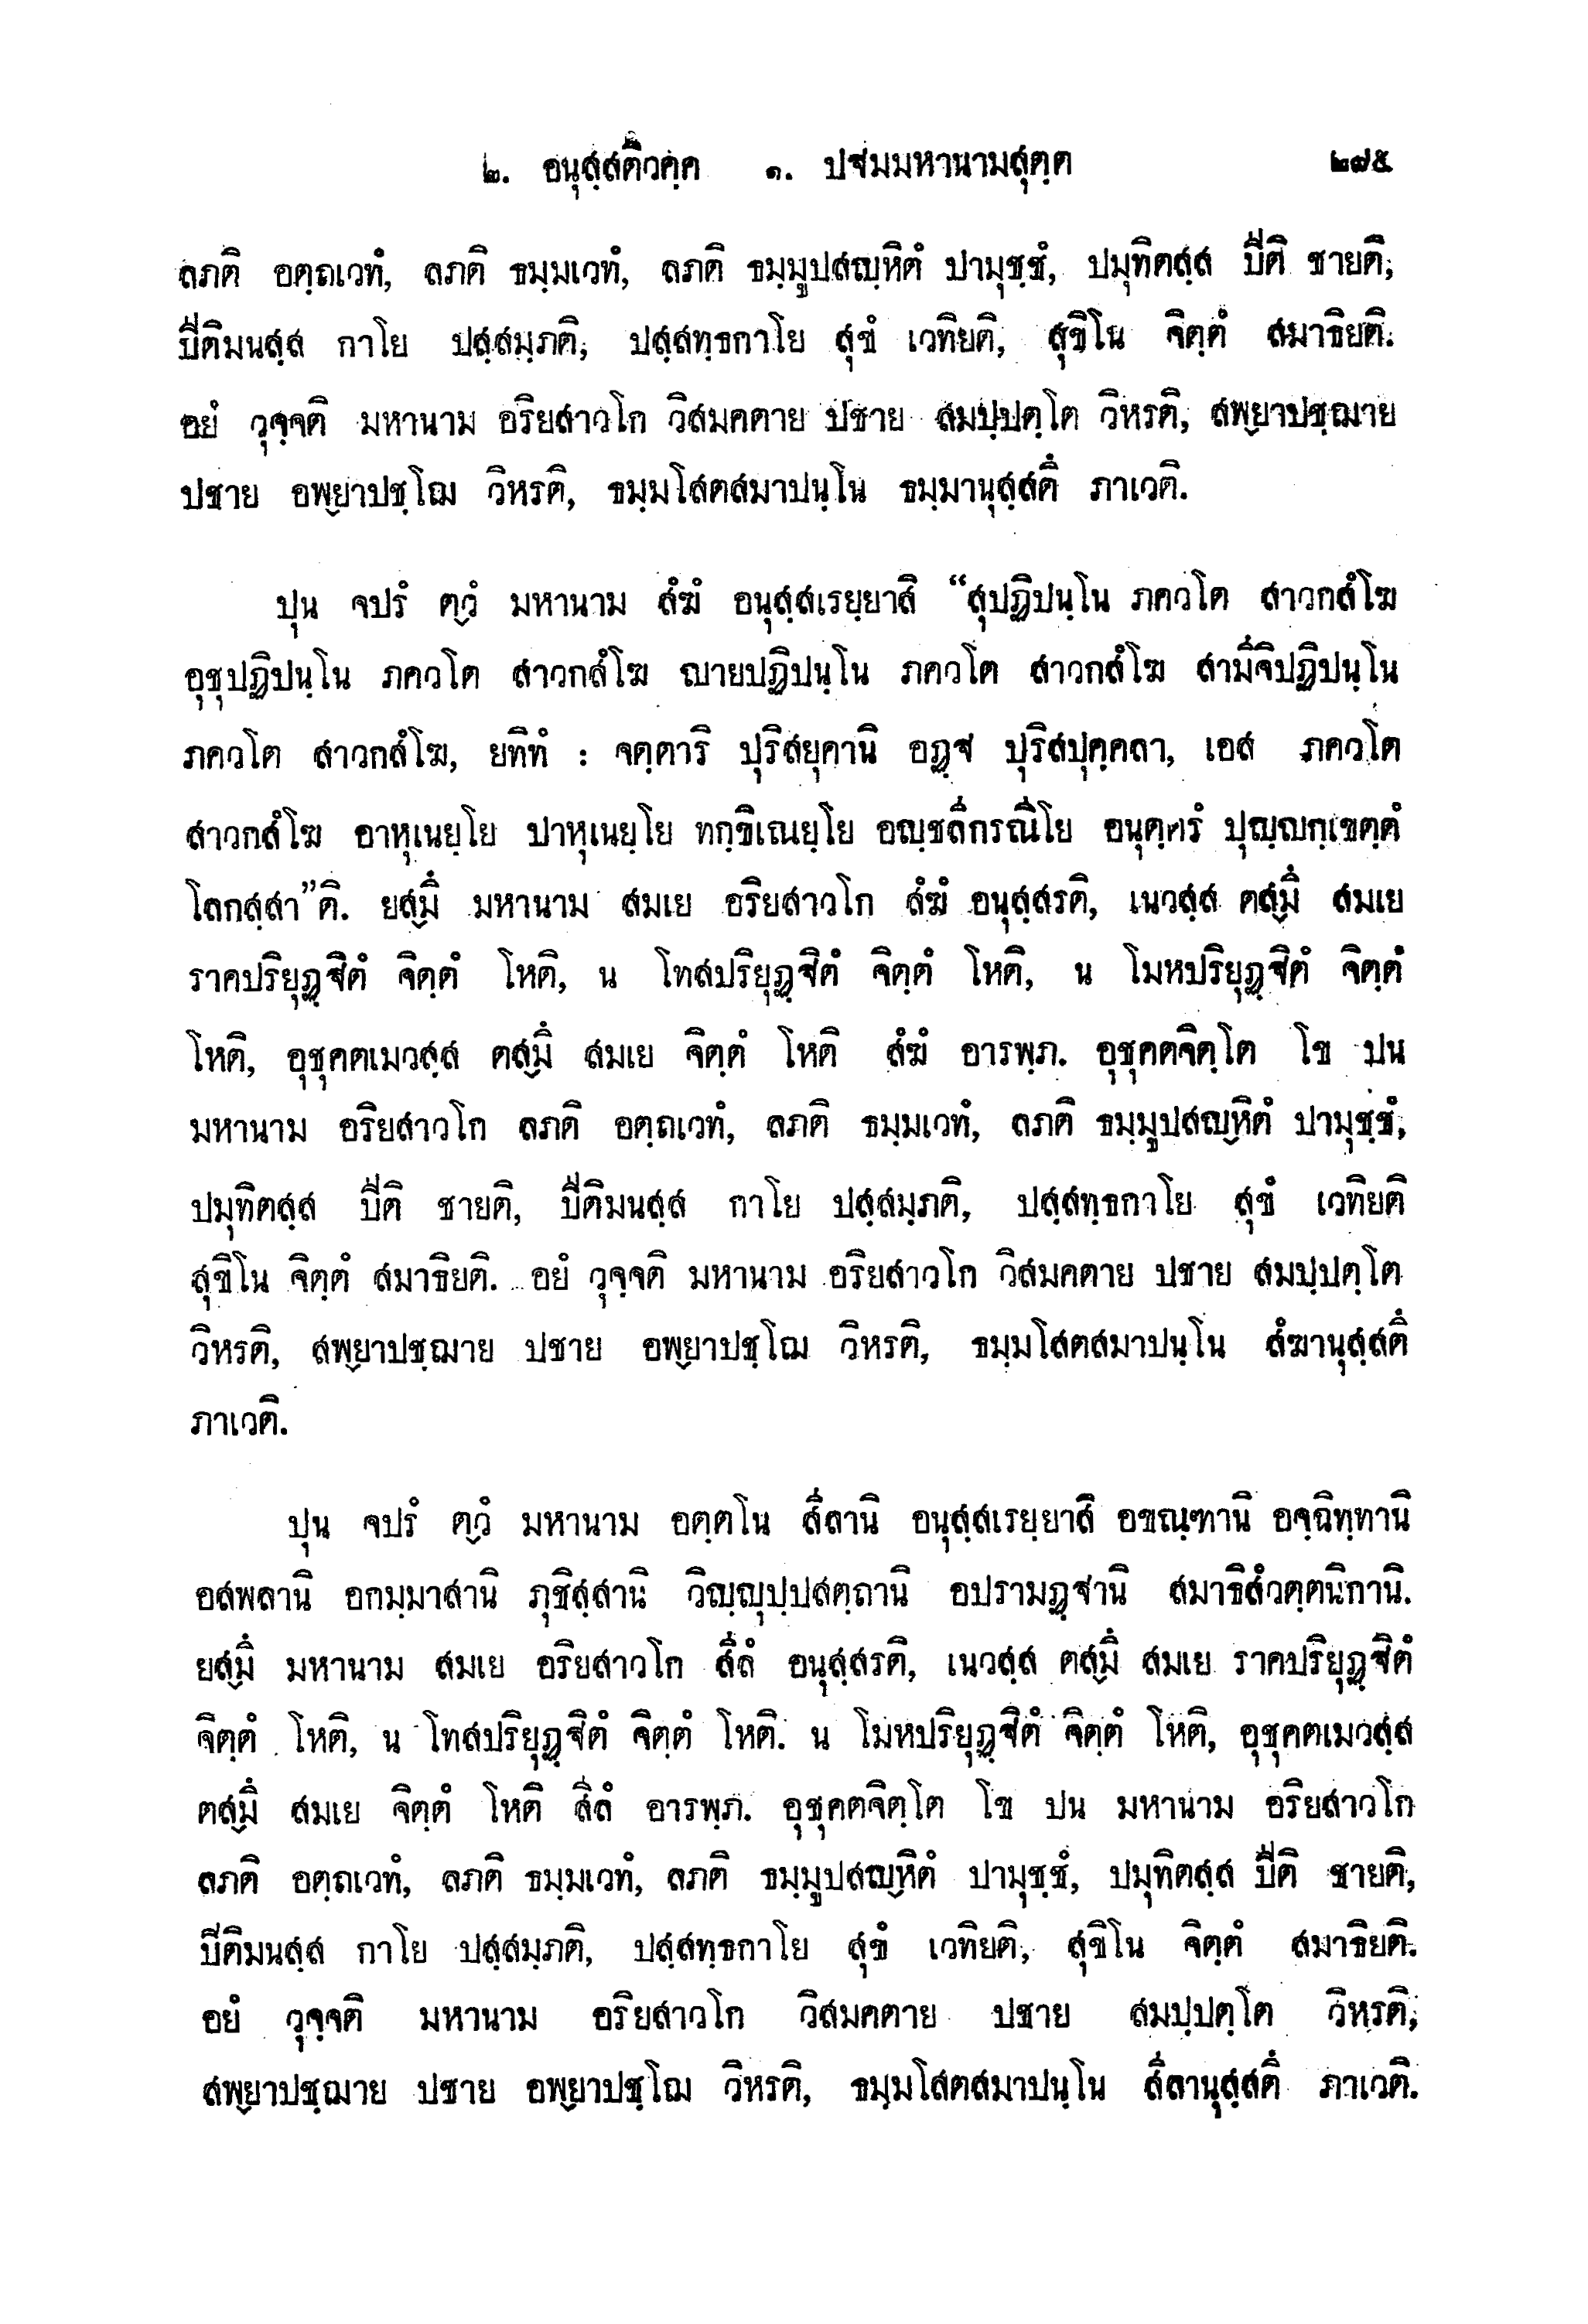 ๒. อนุสฺสติวคฺค ๑. ปฐมมหานามสุตฺต ๒๗๕
ลภติ อตฺถเวทํ, ลภติ ธมฺมเวทํ, ลภติ ธมฺมูปสญฺหิตํ ปามุชฺชํ, ปมุทิตสฺส ปีติ ชายติ,
ปีติมนสฺส กาโย ปสฺสมฺภติ, ปสฺสทฺธกาโย สุขํ เวทิยติ, สุขิโน จิตฺตํ สมาธิยติ.
อยํ วุจฺจติ มหานาม อริยสาวโก วิสมคตาย ปชาย สมปฺปตฺโต วิหรติ, สพฺยาปชฺฌาย
ปชาย อพฺยาปชฺโฌ วิหรติ, ธมฺมโสตสมาปนฺโน ธมฺมานุสฺสตึ ภาเวติ.
ปุน จปรํ ตฺวํ มหานาม สํฆํ อนุสฺสเรยฺยาสิ “สุปฏิปนฺโน ภควโต สาวกสํโฆ
อุชุปฏิปนฺโน ภควโต สาวกสํโฆ ญายปฏิปนฺโน ภควโต สาวกสํโฆ สามีจิปฏิปนฺโน
ภควโต สาวกสํโฆ, ยทิทํ : จตฺตาริ ปุริสยุคานิ อฏฺฐ ปุริสปุคฺคลา, เอส ภควโต
สาวกสํโฆ อาหุเนยฺโย ปาหุเนยฺโย ทกฺขิเณยฺโย อญฺชลีกรณีโย อนุตฺตรํ ปุญฺญกฺเขตฺตํ
โลกสฺสา”ติ. ยสฺมึ มหานาม สมเย อริยสาวโก สํฆํ อนุสฺสรติ, เนวสฺส ตสฺมึ สมเย
ราคปริยุฏฺฐิตํ จิตฺตํ โหติ, น โทสปริยุฏฺฐิตํ จิตฺตํ โหติ, น โมหปริยุฏฺฐิตํ จิตฺตํ
โหติ, อุชุคตเมวสฺส ตสฺมึ สมเย จิตฺตํ โหติ สํฆํ อารพฺภ. อุชุคตจิตฺโต โข ปน
มหานาม อริยสาวโก ลภติ อตฺถเวทํ, ลภติ ธมฺมเวทํ, ลภติ ธมฺมูปสญฺหิตํ ปามุชฺชํ,
ปมุทิตสฺส ปีติ ชายติ, ปีติมนสฺส กาโย ปสฺสมฺภติ, ปสฺสทฺธกาโย สุขํ เวทิยติ
สุขิโน จิตฺตํ สมาธิยติ. อยํ วุจฺจติ มหานาม อริยสาวโก วิสมคตาย ปชาย สมปฺปตฺโต
วิหรติ, สพฺยาปชฺฌาย ปชาย อพฺยาปชฺโฌ วิหรติ, ธมฺมโสตสมาปนฺโน สํฆานุสฺสตึ
ภาเวติ.
ปุน จปรํ ตฺวํ มหานาม อตฺตโน สีลานิ อนุสฺสเรยฺยาสิ อขณฺฑานิ อจฺฉิทฺทานิ
อสพลานิ อกมฺมาสานิ ภุชิสฺสานิ วิญฺญุปฺปสตฺถานิ อปรามฏฺฐานิ สมาธิสํวตฺตนิกานิ.
ยสฺมึ มหานาม สมเย อริยสาวโก สีลํ อนุสฺสรติ, เนวสฺส ตสฺมึ สมเย ราคปริยุฏฺฐิตํ
จิตฺตํ โหติ, น โทสปริยุฏฺฐิตํ จิตฺตํ โหติ. น โมหปริยุฏฺฐิตํ จิตฺตํ โหติ, อุชุคตเมวสฺส
ตสฺมึ สมเย จิตฺตํ โหติ สีลํ อารพฺภ. อุชุคตจิตฺโต โข ปน มหานาม อริยสาวโก
ลภติ อตฺถเวทํ, ลภติ ธมฺมเวทํ, ลภติ ธมฺมูปสญฺหิตํ ปามุชฺชํ, ปมุทิตสฺส ปีติ ชายติ,
ปีติมนสฺส กาโย ปสฺสมฺภติ, ปสฺสทฺธกาโย สุขํ เวทิยติ, สุขิโน จิตฺตํ สมาธิยติ.
อยํ วุจฺจติ มหานาม อริยสาวโก วิสมคตาย ปชาย สมปฺปตฺโต วิหรติ,
สพฺยาปชฺฌาย ปชาย อพฺยาปชฺโฌ วิหรติ, ธมฺมโสตสมาปนฺโน สีลานุสฺสตึ ภาเวติ.